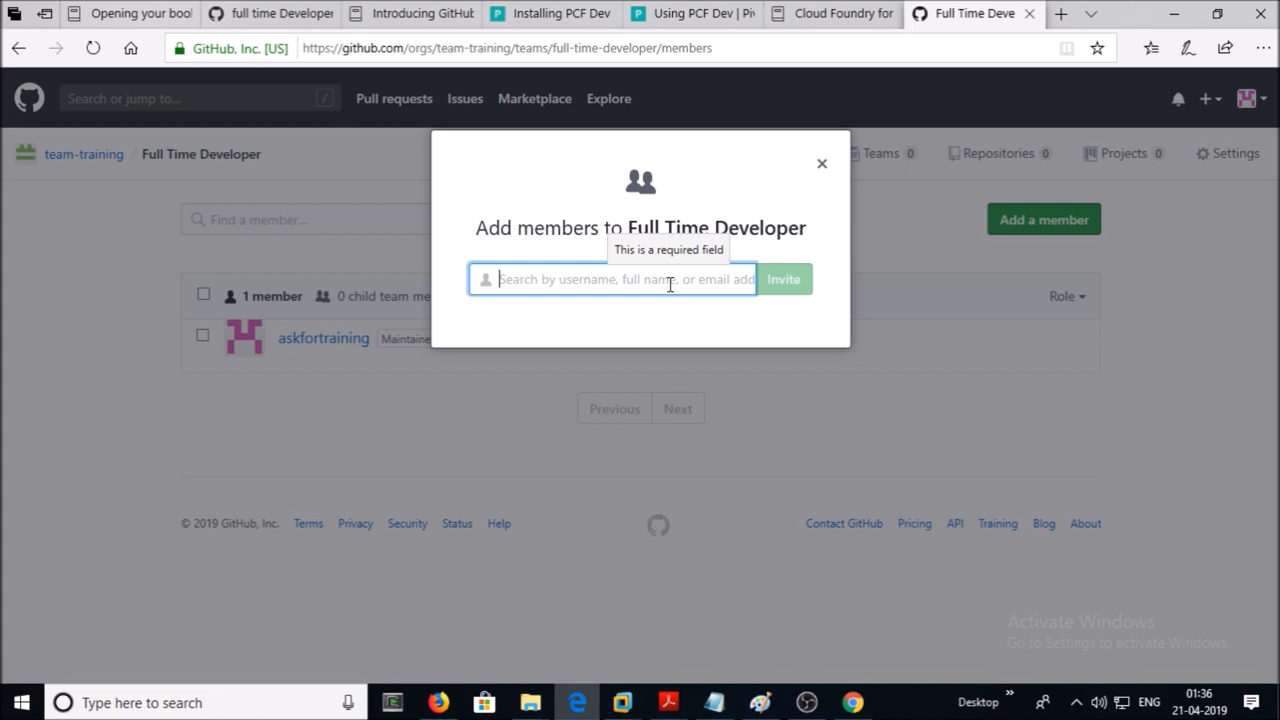 Opening your bool
full time Developer
Introducing GitHub
Installing PCF Dev
Using PCF Dev | Piv
Cloud Foundry for
Full Time Deve
GitHub, Inc. [US]
https://github.com/orgs/team-training/teams/full-time-developer/members
Search or jump to...
/
Pull requests
Issues
Marketplace
Explore
team-training / Full Time Developer
Teams 0
Repositories 0
Projects 0
Settings
Find a member...
Add a member
Add members to Full Time Developer
This is a required field
Search by username, full name, or email add
Invite
1 member
0 child team me
Role
askfortraining
Maintaine
Previous
Next
© 2019 GitHub, Inc.
Terms
Privacy
Security
Status
Help
Contact GitHub
Pricing
API
Training
Blog
About
Activate Windows
Go to Settings to activate Windows.
Type here to search
Desktop
ENG
01:36
21-04-2019